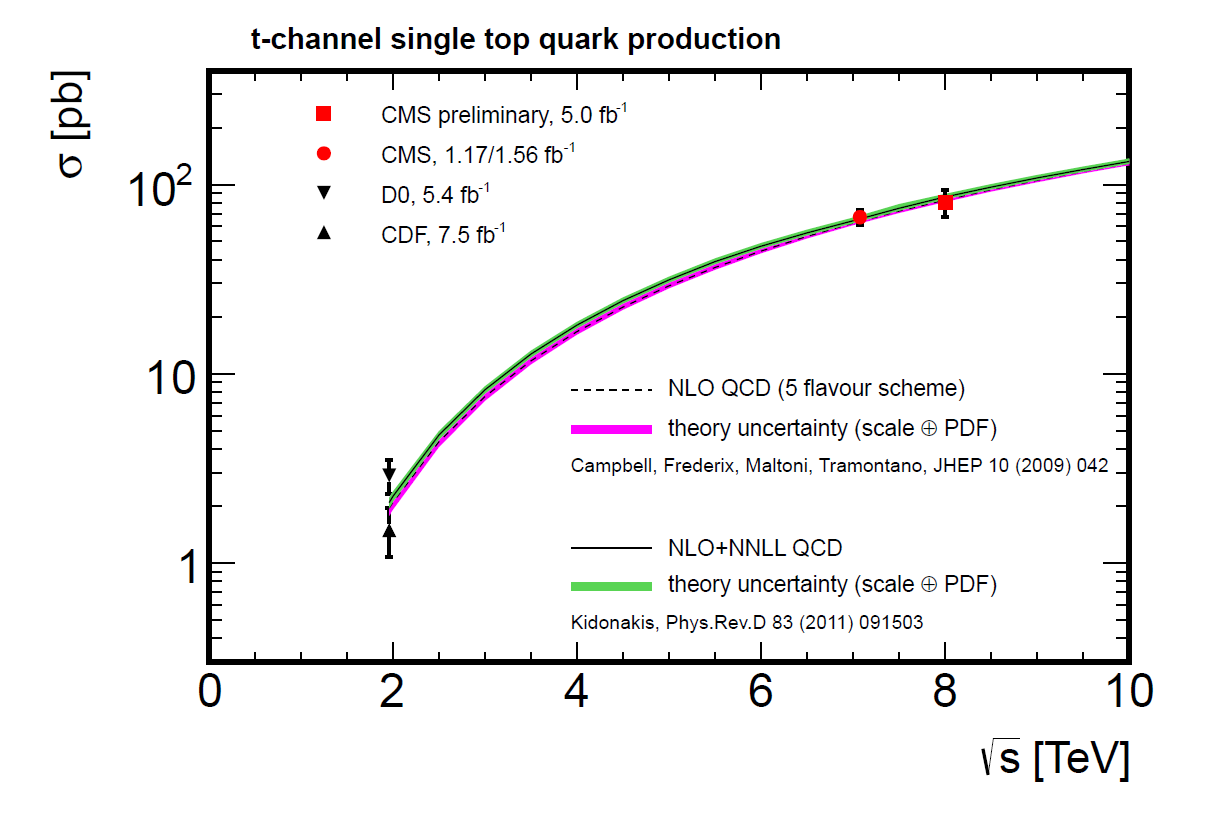 t-channel single top quark production
σ [pb]
CMS preliminary, 5.0 fb⁻¹
CMS, 1.17/1.56 fb⁻¹
D0, 5.4 fb⁻¹
CDF, 7.5 fb⁻¹
10²
10
1
NLO QCD (5 flavour scheme)
theory uncertainty (scale ⊕ PDF)
Campbell, Frederix, Maltoni, Tramontano, JHEP 10 (2009) 042
NLO+NNLL QCD
theory uncertainty (scale ⊕ PDF)
Kidonakis, Phys.Rev.D 83 (2011) 091503
0 2 4 6 8 10
√s [TeV]